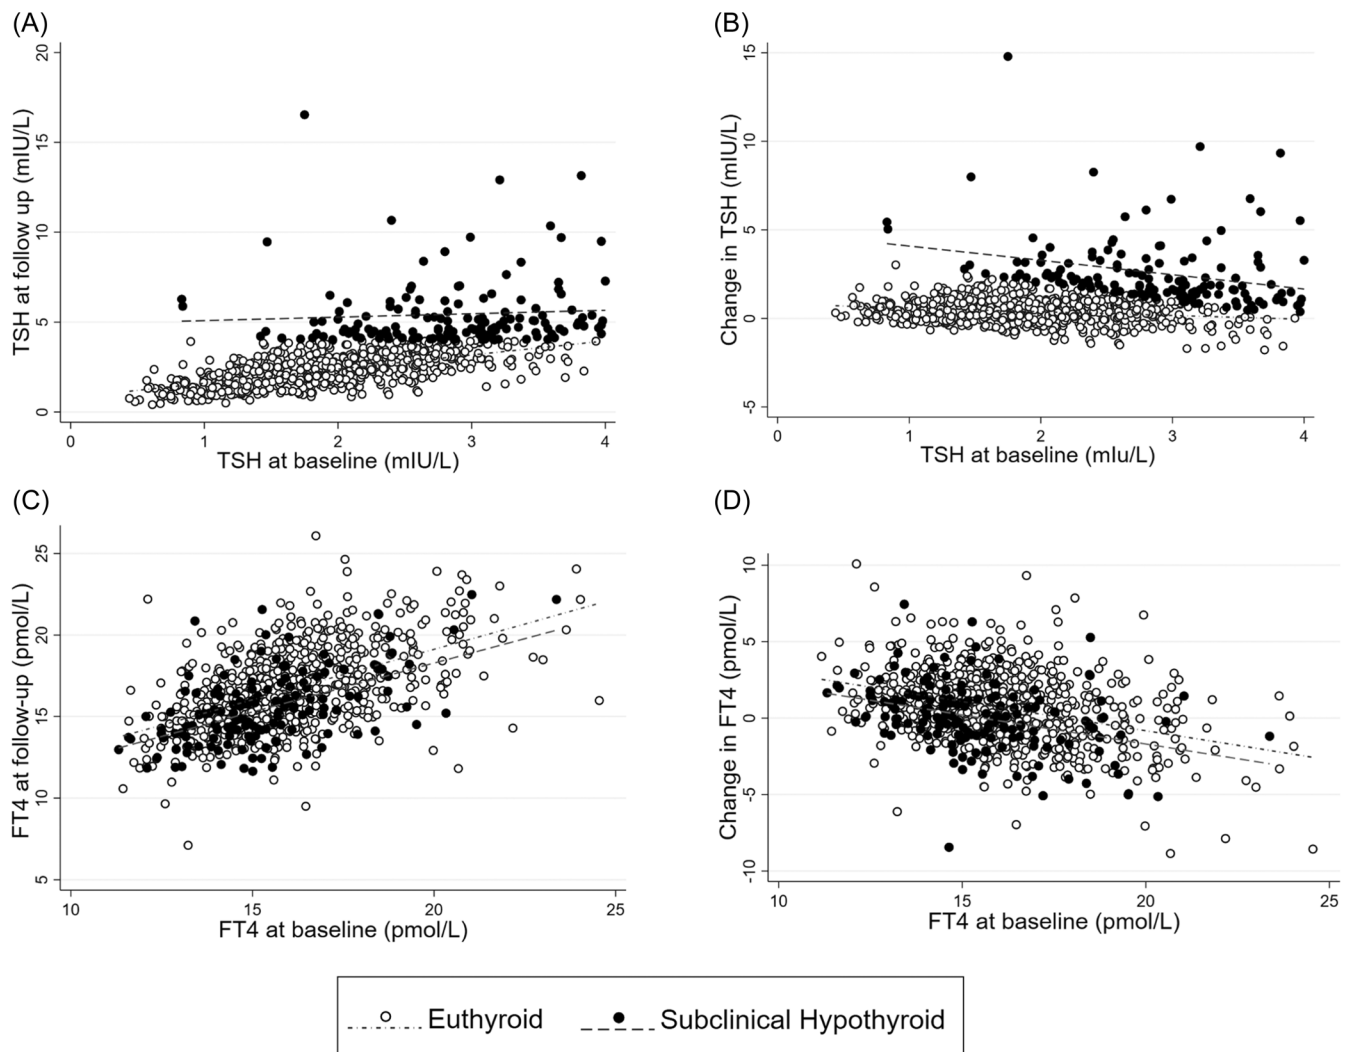 (A)
20
15
10
5
0
TSH at follow up (mIU/L)
0 1 2 3 4
TSH at baseline (mIU/L)
(B)
15
10
5
0
-5
Change in TSH (mIU/L)
0 1 2 3 4
TSH at baseline (mIu/L)
(C)
25
20
15
10
5
FT4 at follow-up (pmol/L)
10 15 20 25
FT4 at baseline (pmol/L)
(D)
10
5
0
-5
-10
Change in FT4 (pmol/L)
10 15 20 25
FT4 at baseline (pmol/L)
Euthyroid Subclinical Hypothyroid